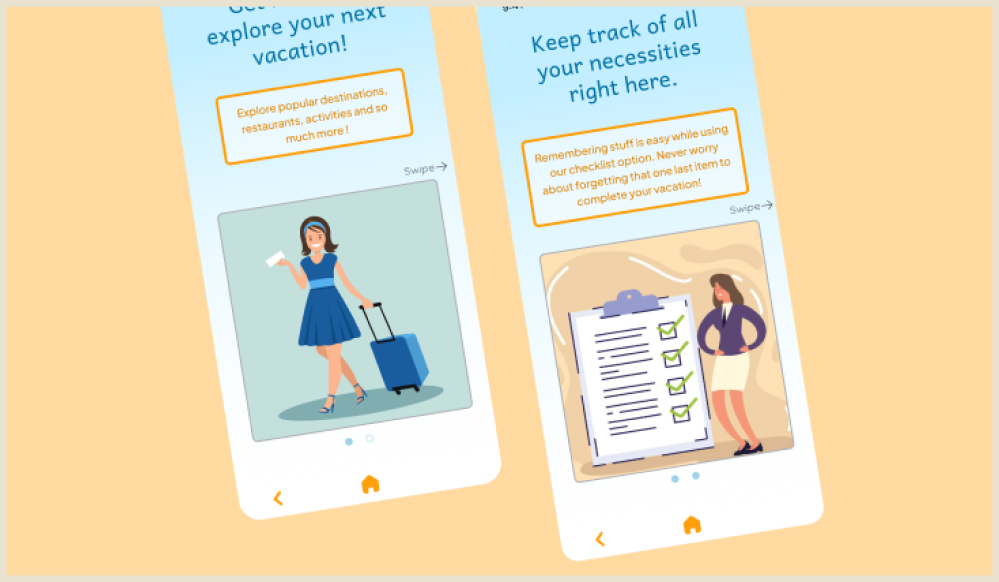 explore your next
vacation!
Explore popular destinations,
restaurants, activities and so
much more !
Swipe→
Keep track of all
your necessities
right here.
Remembering stuff is easy while using
our checklist option. Never worry
about forgetting that one last item to
complete your vacation!
Swipe→